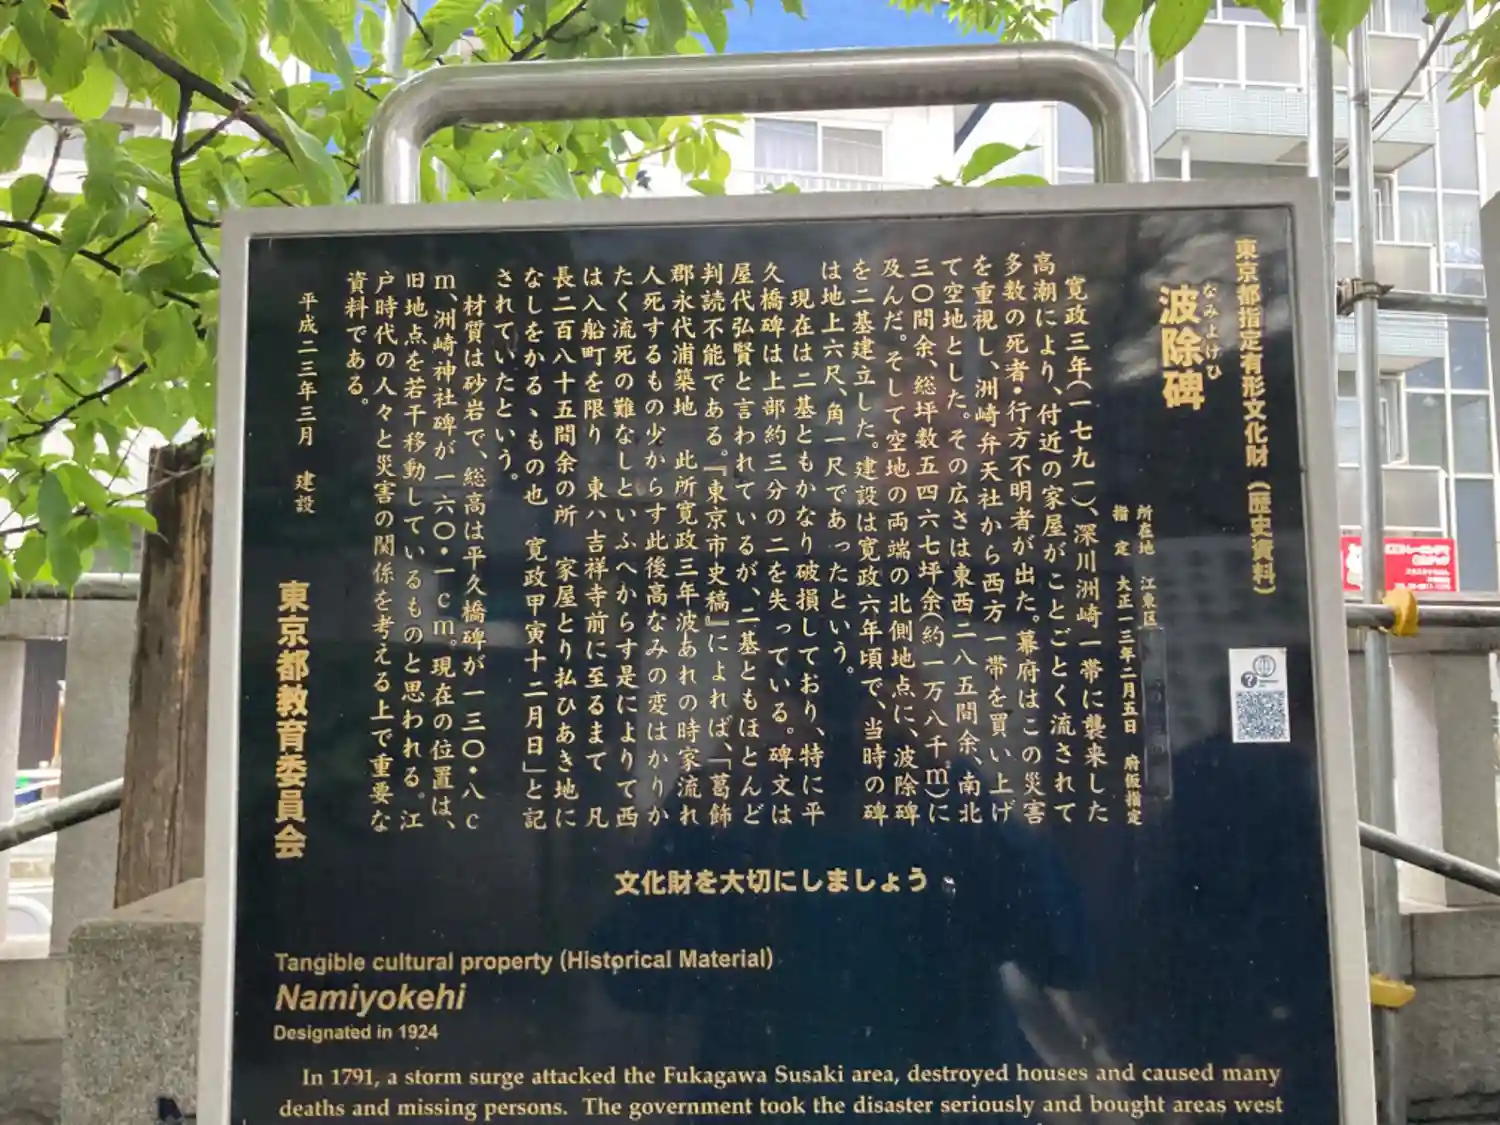 東京都指定有形文化財（歴史資料）
なみよけひ
波除碑
所在地　江東区
指　定　大正一三年二月五日　府仮指定
寛政三年（一七九一）、深川洲崎一帯に襲来した
高潮により、付近の家屋がことごとく流されて
多数の死者・行方不明者が出た。幕府はこの災害
を重視し、洲崎弁天社から西方一帯を買い上げ
て空地とした。その広さは東西二八五間余、南北
三〇間余、総坪数五四六七坪余（約一万八千㎡）に
及んだ。そして空地の両端の北側地点に、波除碑
を二基建立した。建設は寛政六年頃で、当時の碑
は地上六尺、角一尺であったという。
現在は二基ともかなり破損しており、特に平
久橋碑は上部約三分の二を失っている。碑文は
屋代弘賢と言われているが、二基ともほとんど
判読不能である。『東京市史稿』によれば、「葛飾
郡永代浦築地　此所寛政三年波あれの時家流れ
人死するもの少からす此後高なみの変はかりか
たく流死の難なしといふへからす是によりて西
は入船町を限り　東ハ吉祥寺前に至るまて　凡
長二百八十五間余の所　家屋とり払ひあき地に
なしをかるゝもの也　寛政甲寅十二月日」と記
されていたという。
材質は砂岩で、総高は平久橋碑が一三〇・八ｃ
ｍ、洲崎神社碑が一六〇・一ｃｍ。現在の位置は、
旧地点を若干移動しているものと思われる。江
戸時代の人々と災害の関係を考える上で重要な
資料である。
平成二三年三月　建設
東京都教育委員会
文化財を大切にしましょう
Tangible cultural property (Historical Material)
Namiyokehi
Designated in 1924
In 1791, a storm surge attacked the Fukagawa Susaki area, destroyed houses and caused many
deaths and missing persons. The government took the disaster seriously and bought areas west